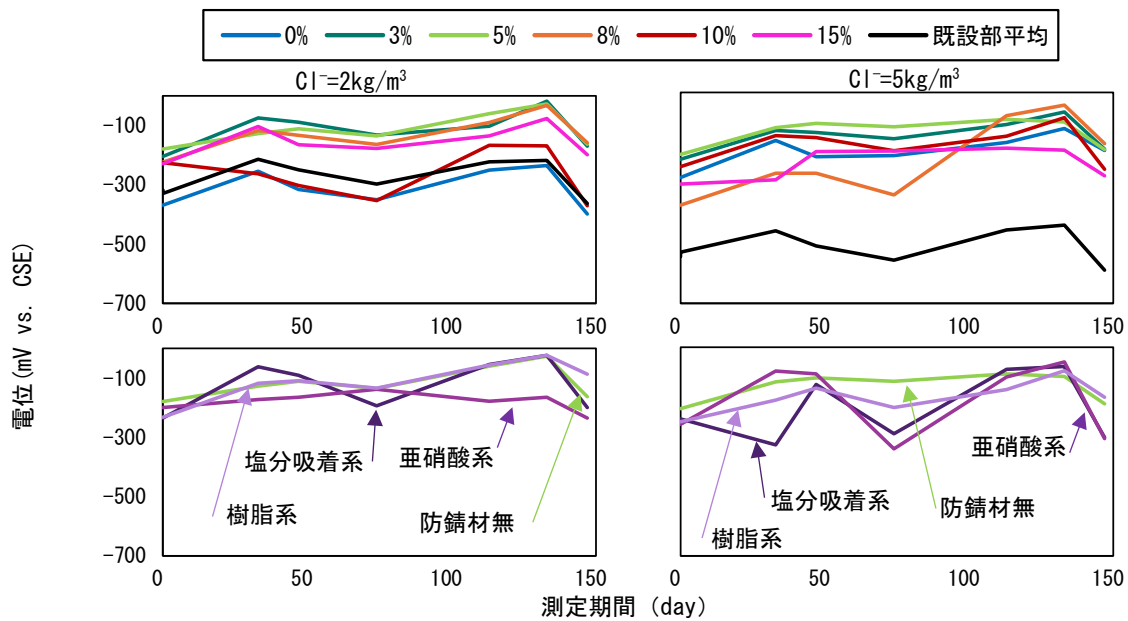 0% 3% 5% 8% 10% 15% 既設部平均
Cl⁻=2kg/m³
Cl⁻=5kg/m³
電位(mV vs. CSE)
-100
-300
-500
-700
0 50 100 150
0 50 100 150
-100
-300
-500
-700
塩分吸着系
亜硝酸系
樹脂系
防錆材無
亜硝酸系
塩分吸着系
防錆材無
樹脂系
0 50 100 150
0 50 100 150
測定期間 (day)